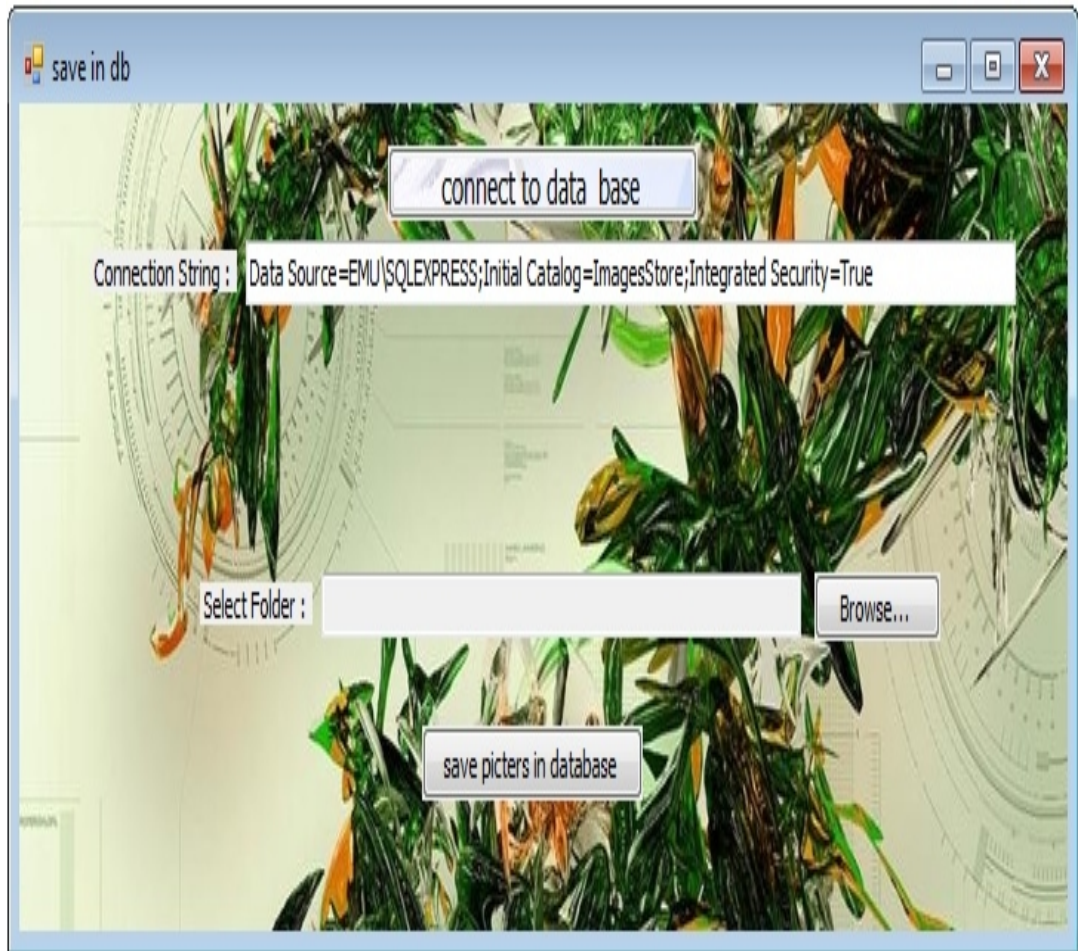 save in db
connect to data base
Connection String : Data Source=EMU\SQLEXPRESS;Initial Catalog=ImagesStore;Integrated Security=True
Select Folder : Browse...
save picters in database